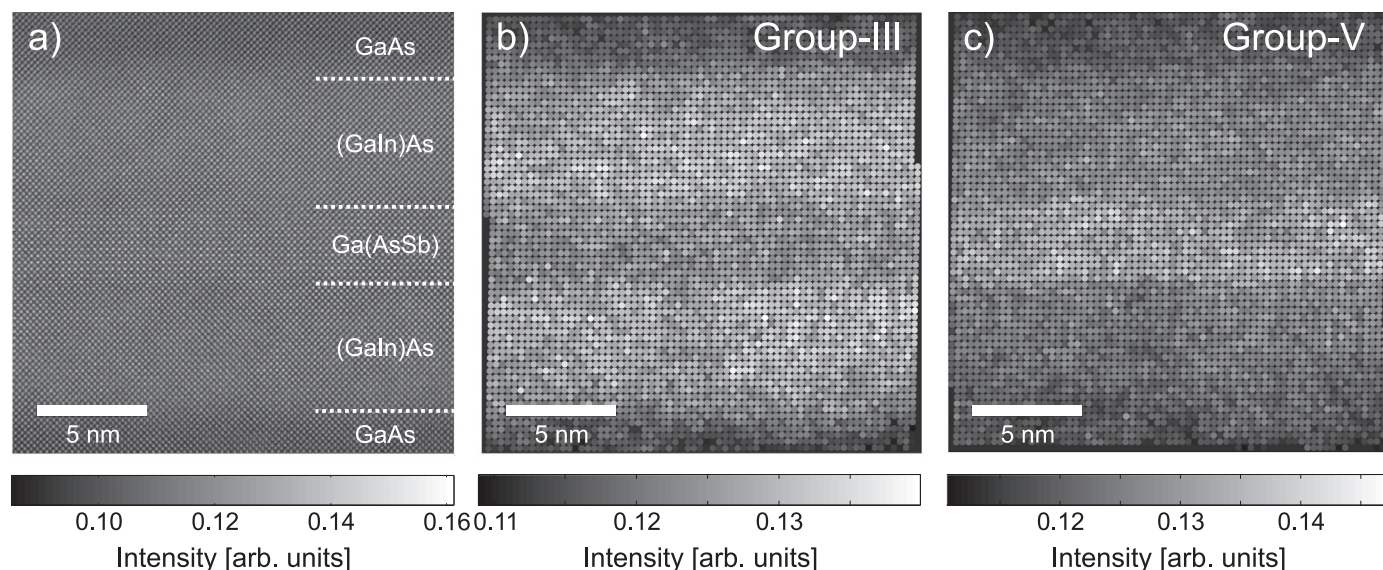 a)
GaAs
(GaIn)As
Ga(AsSb)
(GaIn)As
GaAs
5 nm
0.10 0.12 0.14 0.16
Intensity [arb. units]
b) Group-III
5 nm
0.11 0.12 0.13
Intensity [arb. units]
c) Group-V
5 nm
0.12 0.13 0.14
Intensity [arb. units]